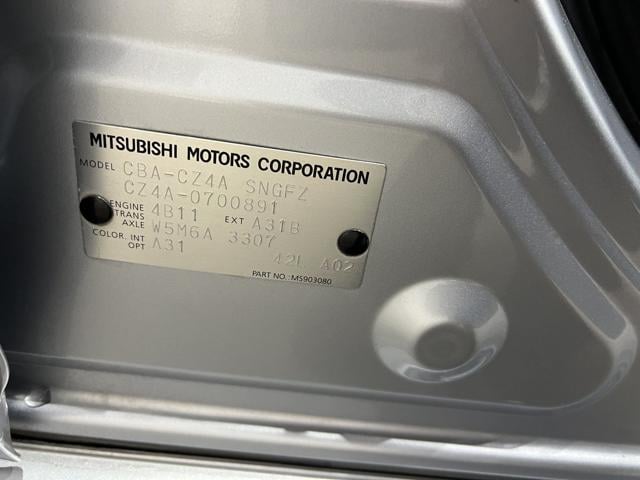 MITSUBISHI MOTORS CORPORATION
MODEL CBA-CZ4A SNGFZ
CZ4A-0700891
ENGINE 4B11 EXT A31B
TRANS AXLE W5M6A 3307
COLOR. INT OPT A31 42L A02
PART NO.: MS903080